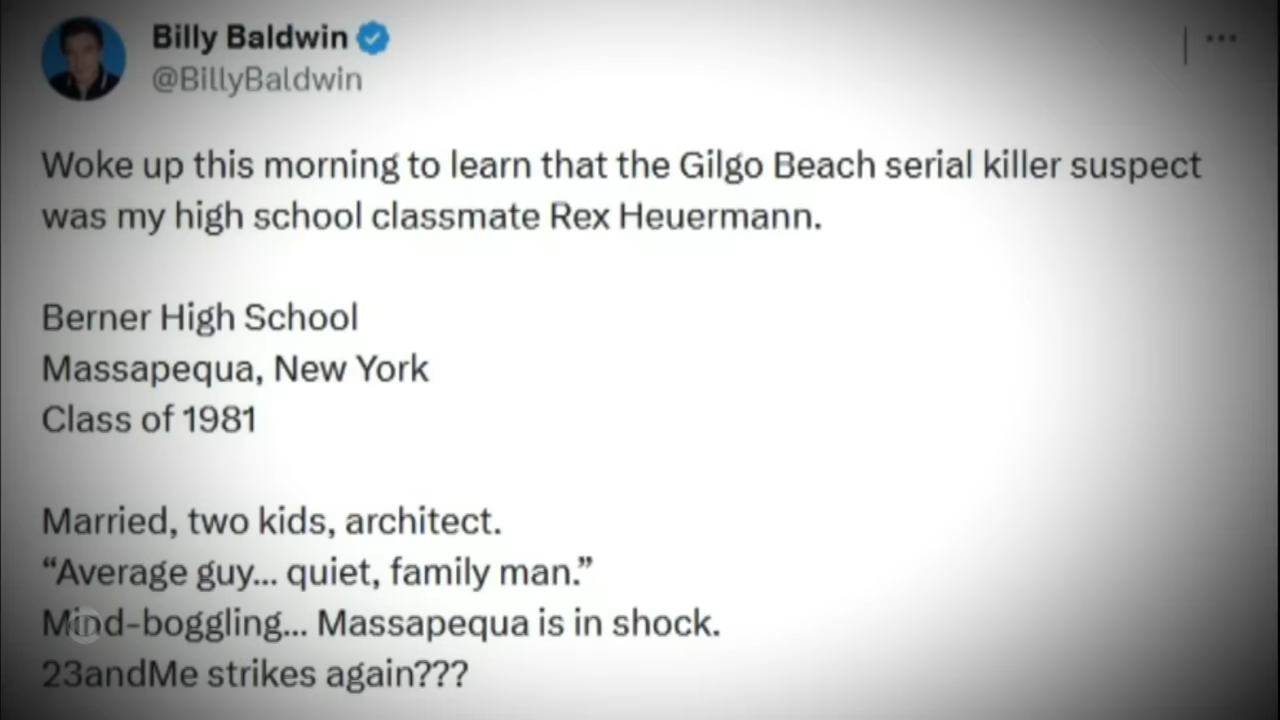 Billy Baldwin
@BillyBaldwin
Woke up this morning to learn that the Gilgo Beach serial killer suspect
was my high school classmate Rex Heuermann.
Berner High School
Massapequa, New York
Class of 1981
Married, two kids, architect.
“Average guy... quiet, family man.”
Mind-boggling... Massapequa is in shock.
23andMe strikes again???